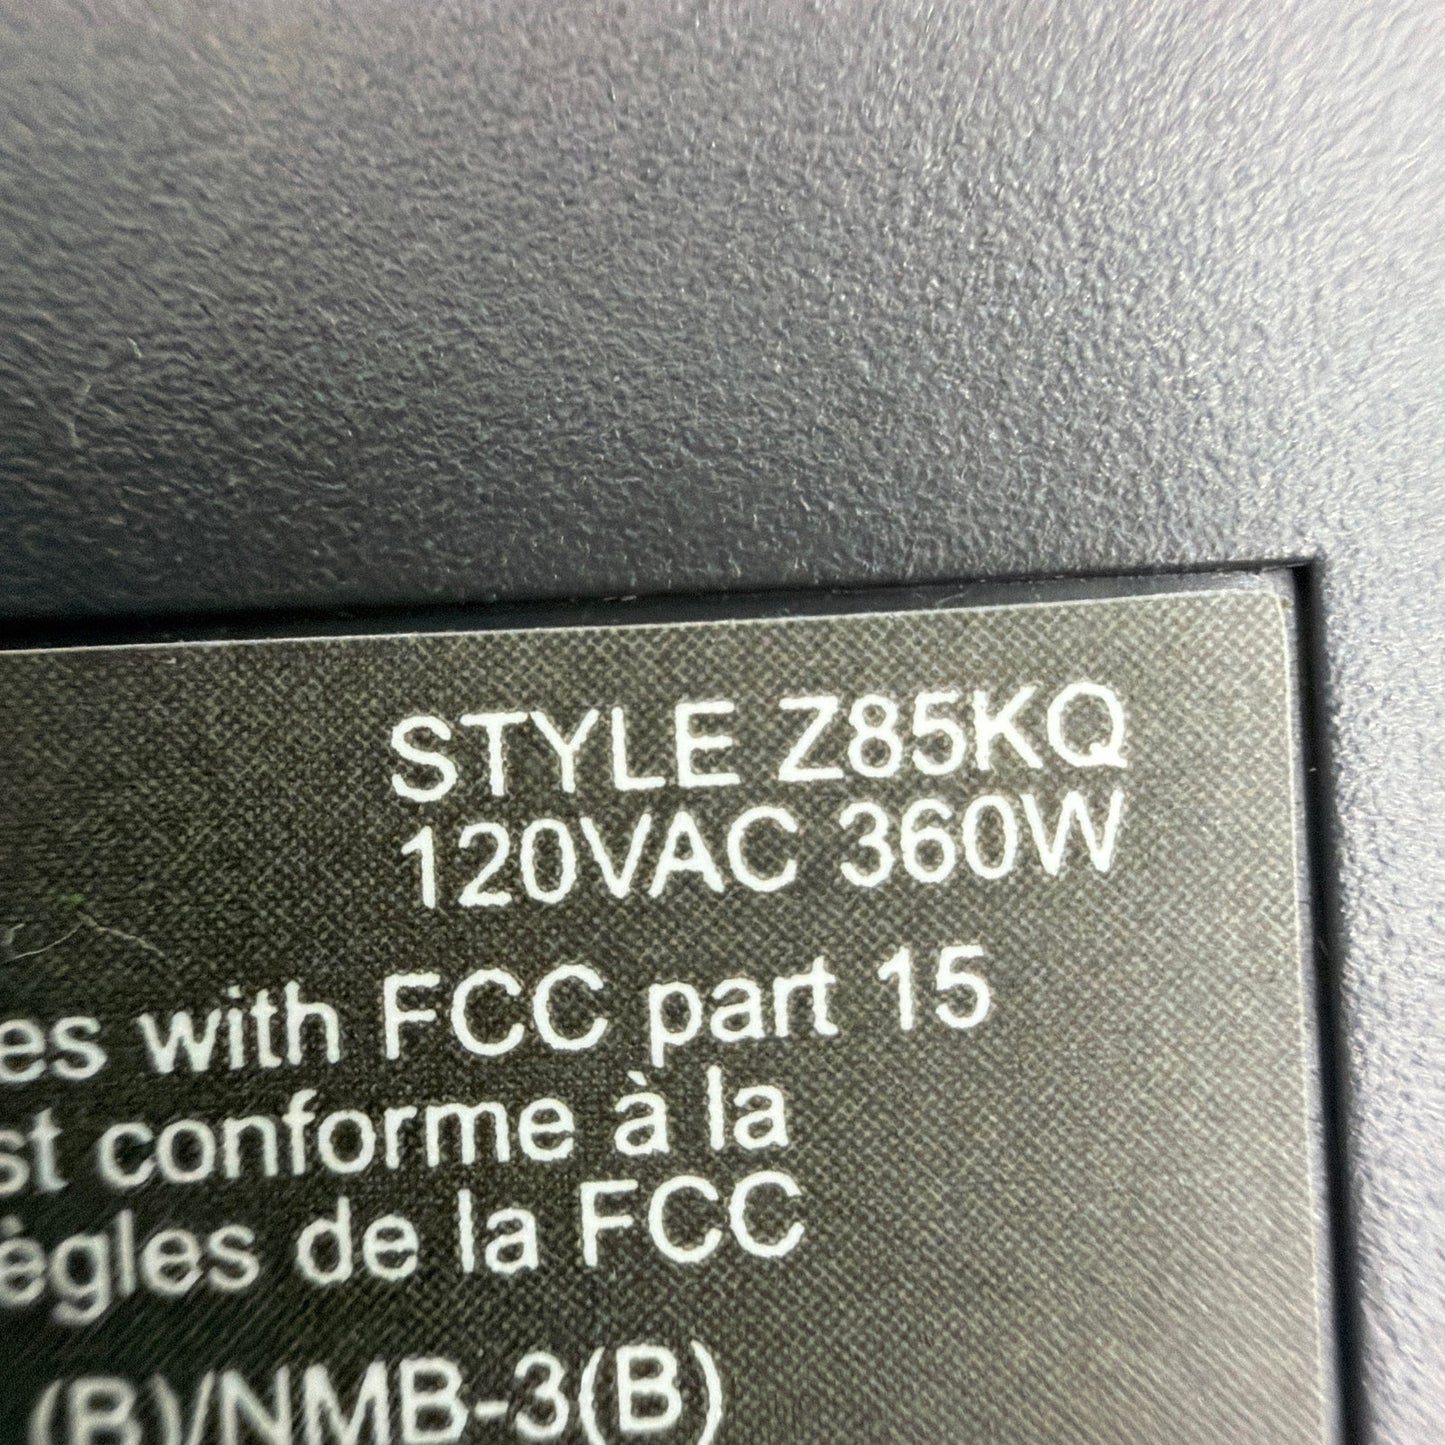 STYLE Z85KQ
120VAC 360W
es with FCC part 15
st conforme à la
ègles de la FCC
(B)/NMB-3(B)